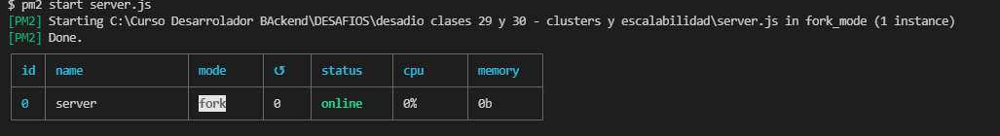 $ pm2 start server.js
[PM2] Starting C:\Curso Desarrolador BAckend\DESAFIOS\desadio clases 29 y 30 - clusters y escalabilidad\server.js in fork_mode (1 instance)
[PM2] Done.
id name mode ↺ status cpu memory
0 server fork 0 online 0% 0b